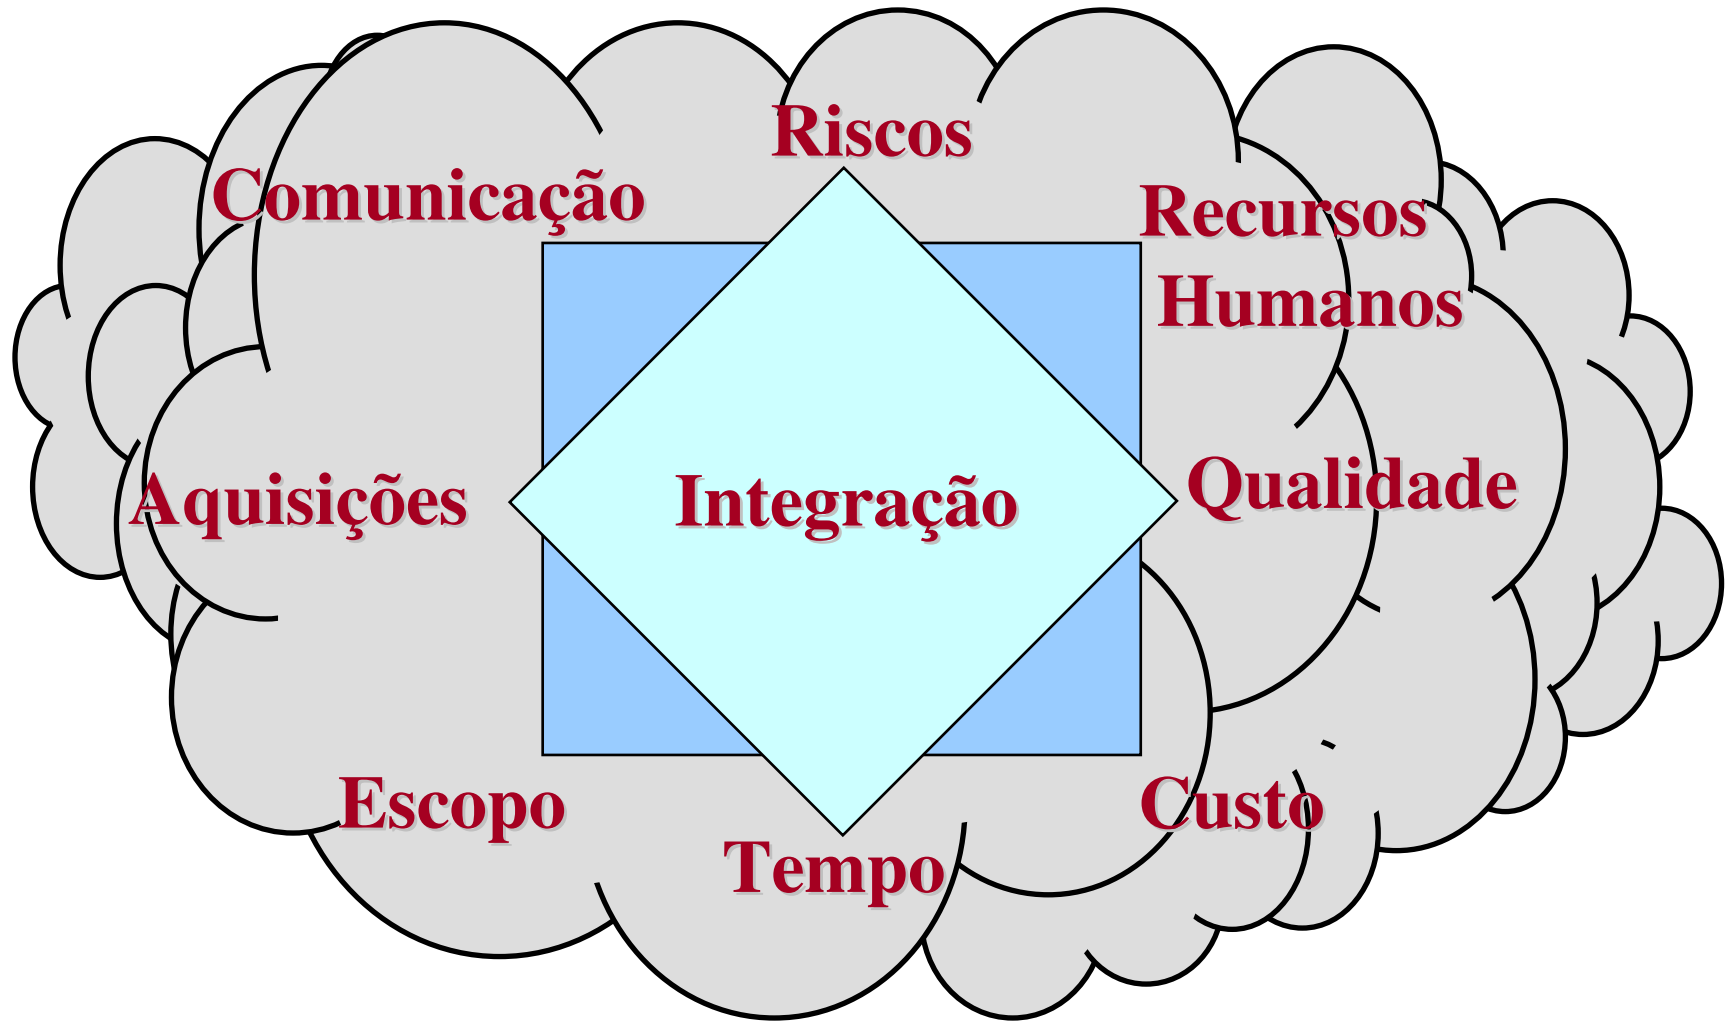 Riscos
Comunicação
Recursos
Humanos
Aquisições
Integração
Qualidade
Escopo
Custo
Tempo